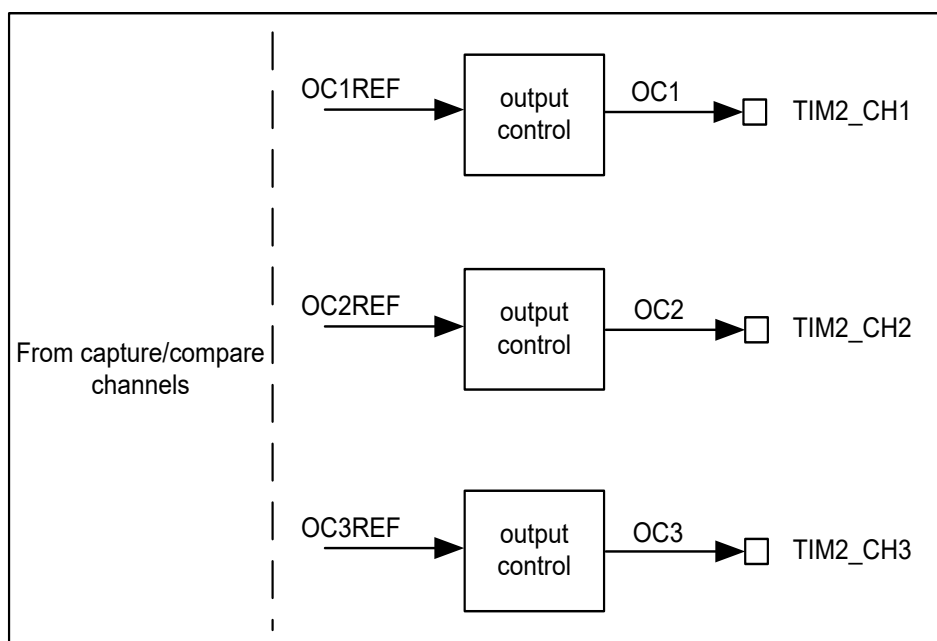 OC1REF
output
control
OC1
TIM2_CH1
OC2REF
output
control
OC2
TIM2_CH2
From capture/compare
channels
OC3REF
output
control
OC3
TIM2_CH3